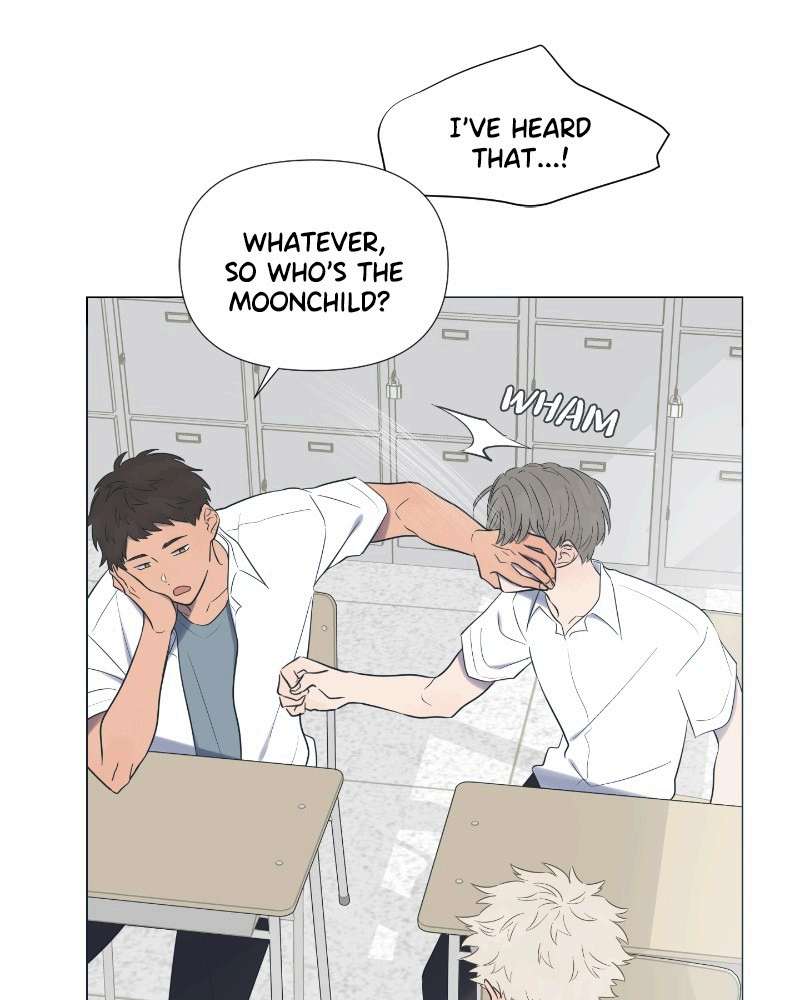 I'VE HEARD
THAT...!
WHATEVER,
SO WHO'S THE
MOONCHILD?
WHAM